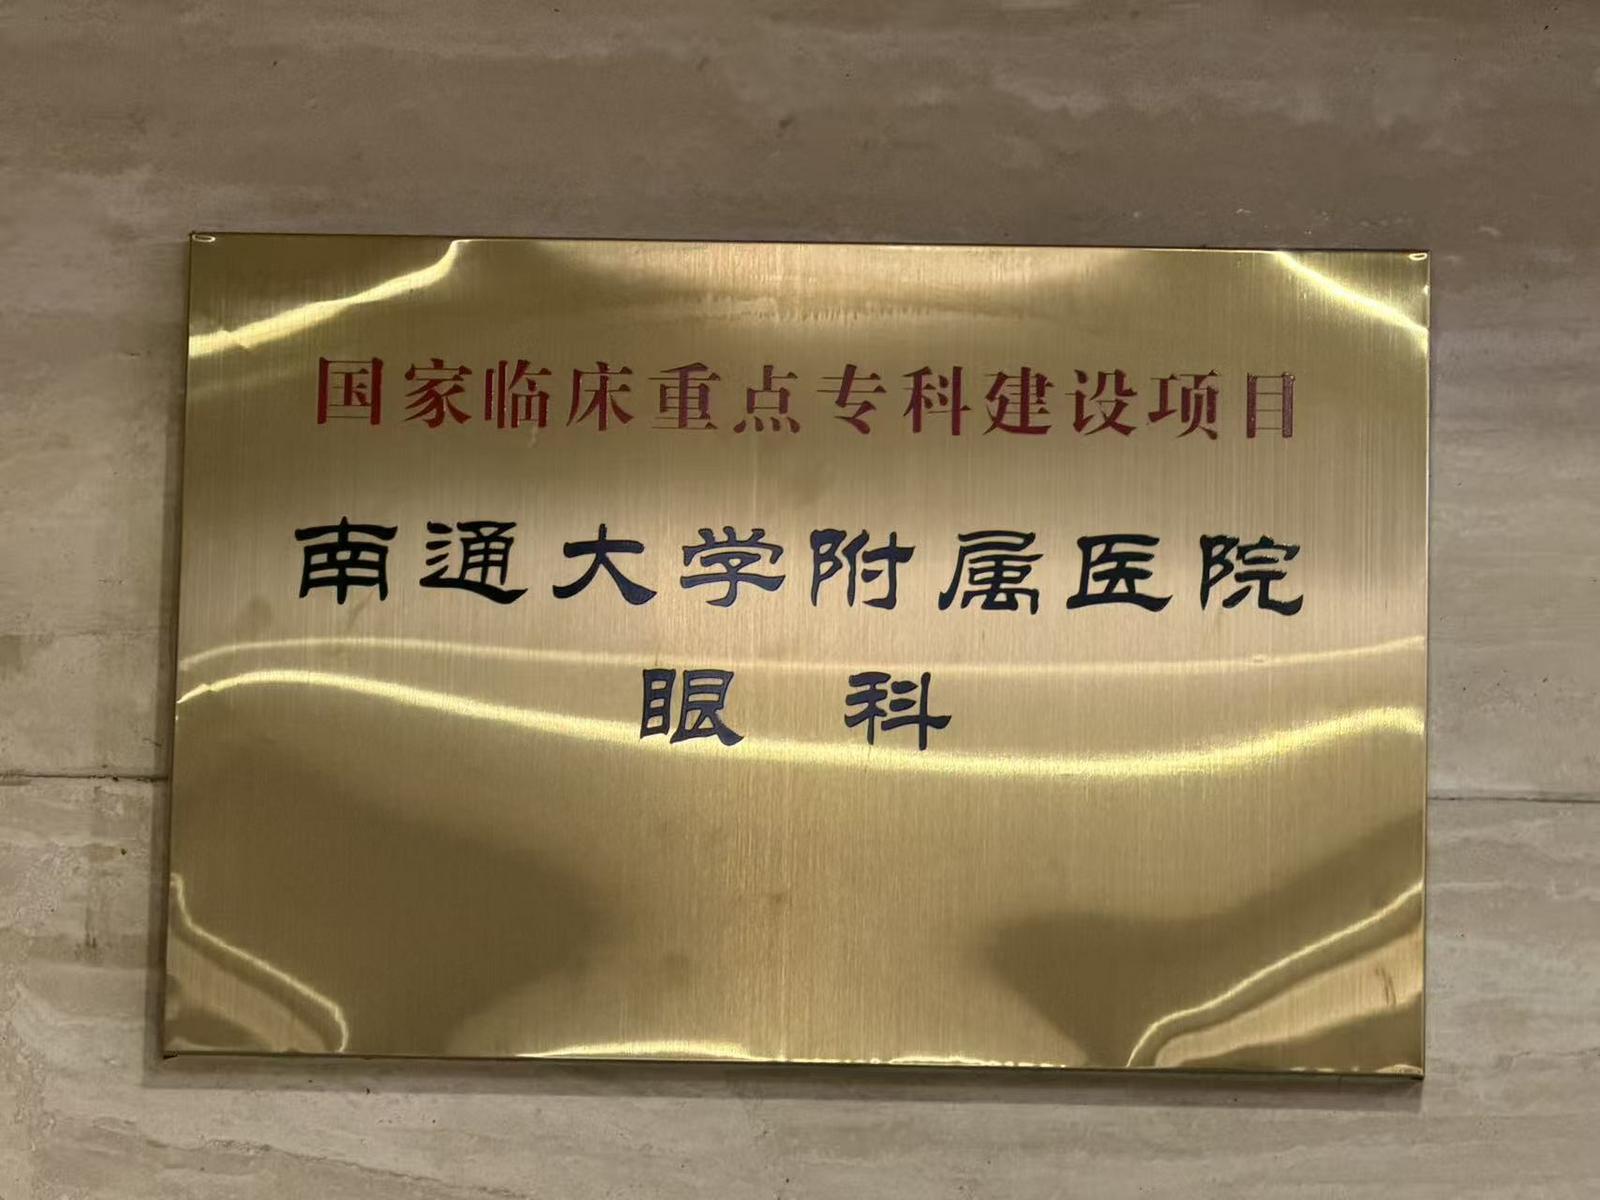 国家临床重点专科建设项目
南通大学附属医院
眼 科